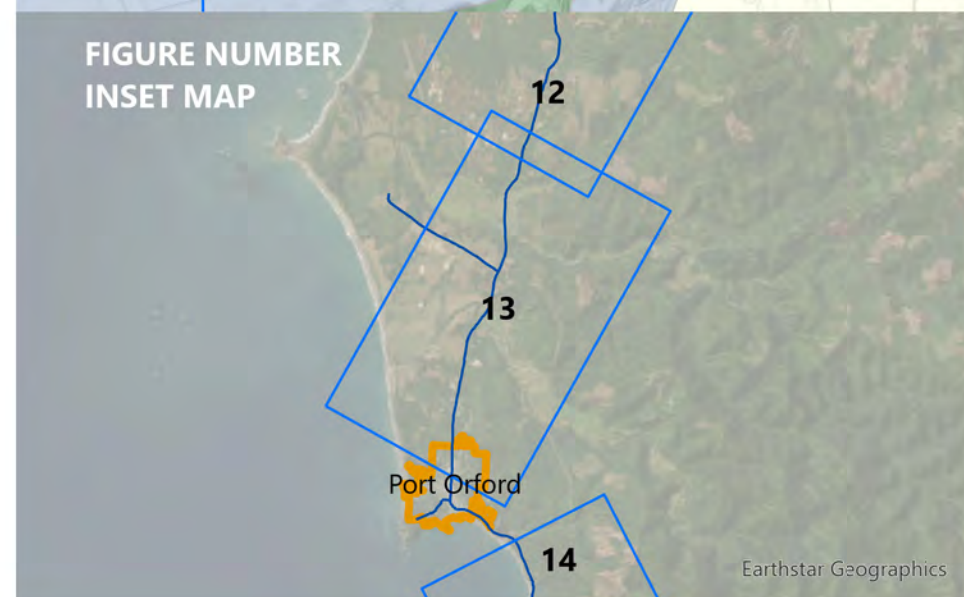 FIGURE NUMBER
INSET MAP
12
13
Port Orford
14
Earthstar Geographics